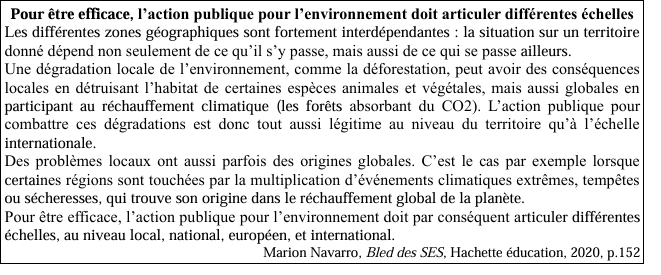 Pour être efficace, l'action publique pour l'environnement doit articuler différentes échelles
Les différentes zones géographiques sont fortement interdépendantes : la situation sur un territoire
donné dépend non seulement de ce qu'il s'y passe, mais aussi de ce qui se passe ailleurs.
Une dégradation locale de l'environnement, comme la déforestation, peut avoir des conséquences
locales en détruisant l'habitat de certaines espèces animales et végétales, mais aussi globales en
participant au réchauffement climatique (les forêts absorbant du CO2). L'action publique pour
combattre ces dégradations est donc tout aussi légitime au niveau du territoire qu'à l'échelle
internationale.
Des problèmes locaux ont aussi parfois des origines globales. C'est le cas par exemple lorsque
certaines régions sont touchées par la multiplication d'événements climatiques extrêmes, tempêtes
ou sécheresses, qui trouve son origine dans le réchauffement global de la planète.
Pour être efficace, l'action publique pour l'environnement doit par conséquent articuler différentes
échelles, au niveau local, national, européen, et international.
Marion Navarro, Bled des SES, Hachette éducation, 2020, p.152